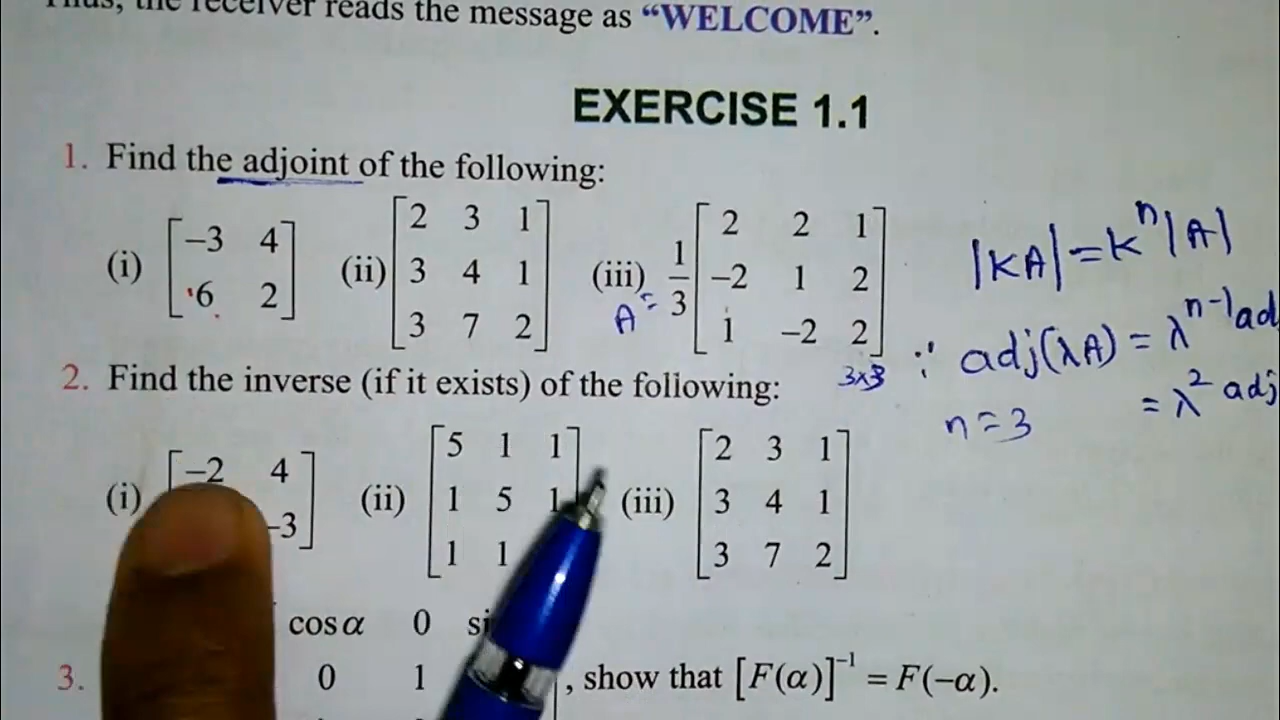 Thus, the receiver reads the message as “WELCOME”.
EXERCISE 1.1
1. Find the adjoint of the following:
(i) [−3 4 (ii) [2 3 1 (iii) 1/3 [2 2 1
6 2] 3 4 1 −2 1 2
3 7 2] 1 −2 2]
A = 3x3
|KA| = K^n |A|
∵ adj(λA) = λ^(n-1) ad
n = 3 = λ^2 adj
2. Find the inverse (if it exists) of the following:
(i) [−2 4 (ii) [5 1 1 (iii) [2 3 1
−3] 1 5 1 3 4 1
1 1 3 7 2]
cosα 0 si
3. 0 1 , show that [F(α)]^−1 = F(−α).